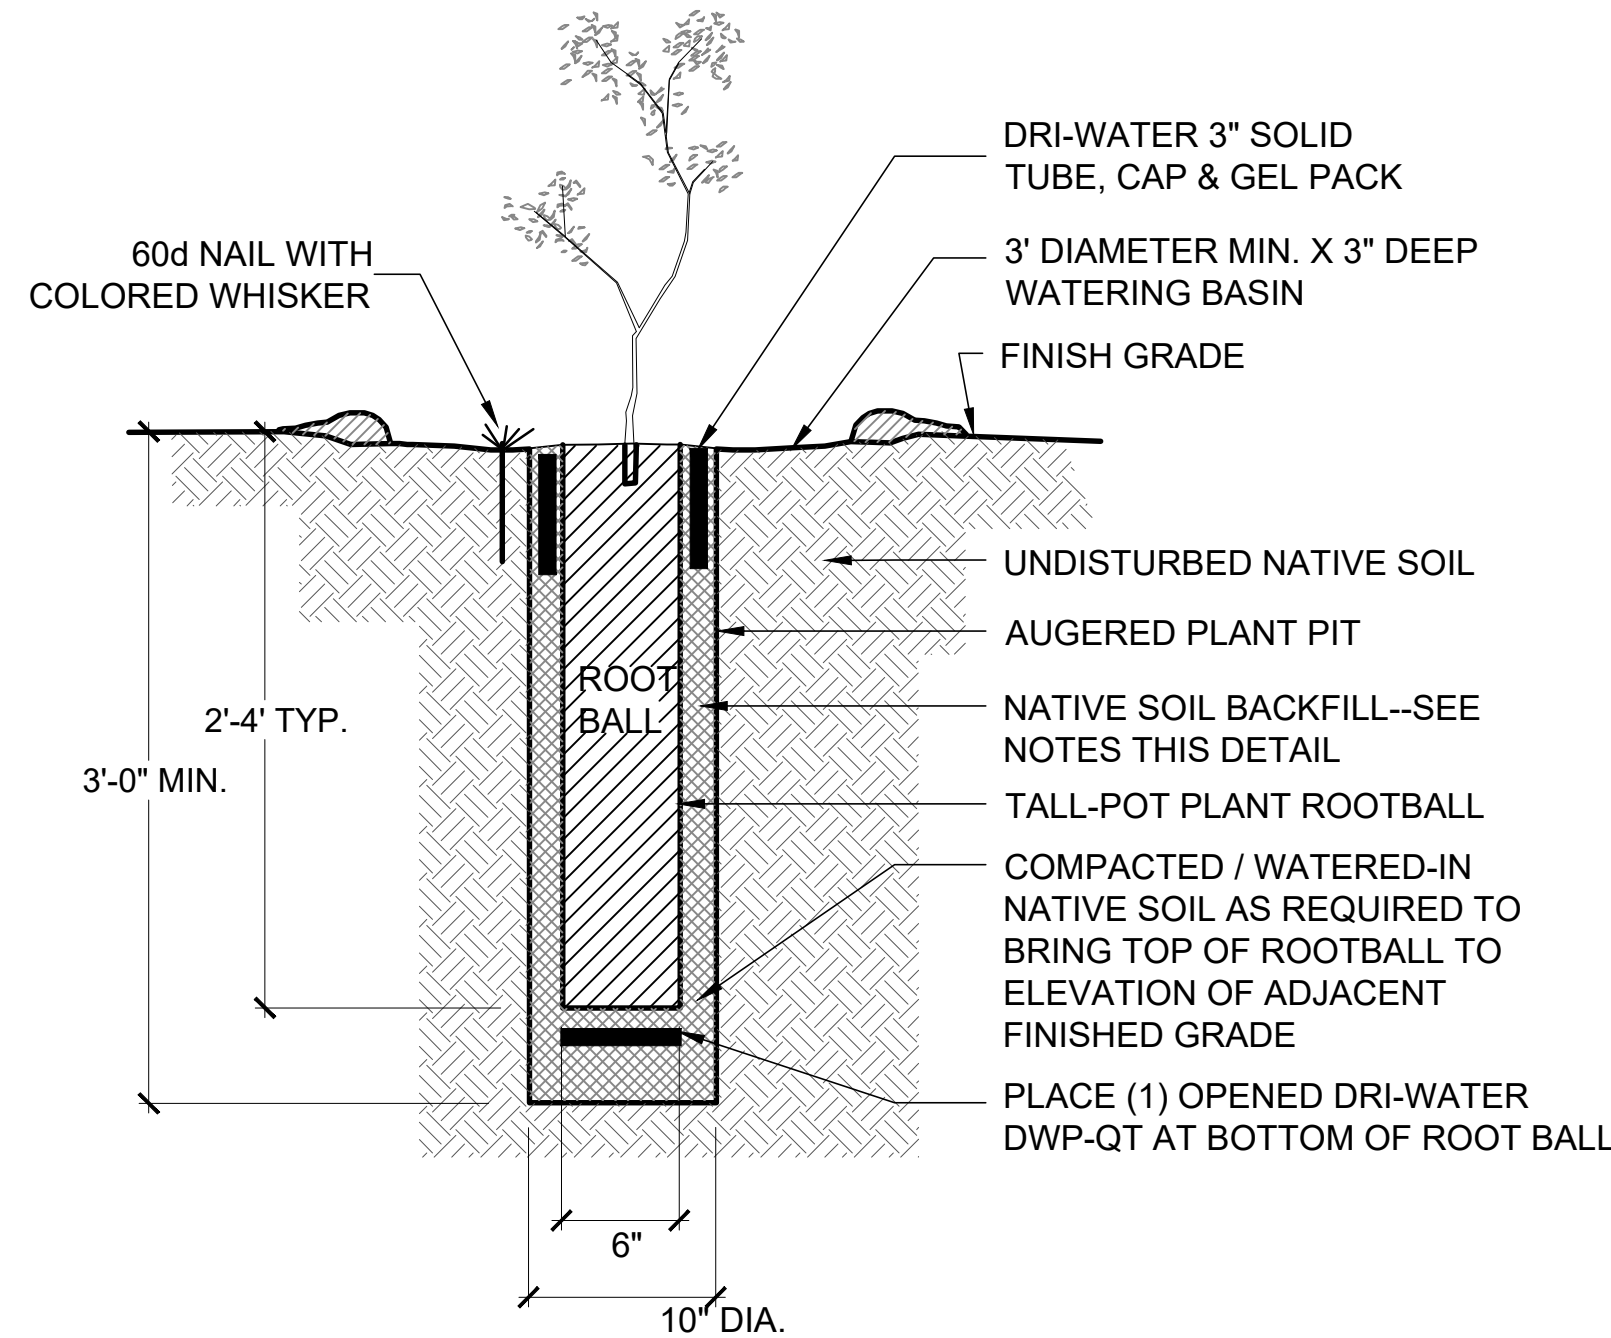 DRI-WATER 3" SOLID
TUBE, CAP & GEL PACK
60d NAIL WITH
COLORED WHISKER
3' DIAMETER MIN. X 3" DEEP
WATERING BASIN
FINISH GRADE
UNDISTURBED NATIVE SOIL
AUGERED PLANT PIT
ROOT
BALL
NATIVE SOIL BACKFILL--SEE
NOTES THIS DETAIL
2'-4' TYP.
3'-0" MIN.
TALL-POT PLANT ROOTBALL
COMPACTED / WATERED-IN
NATIVE SOIL AS REQUIRED TO
BRING TOP OF ROOTBALL TO
ELEVATION OF ADJACENT
FINISHED GRADE
PLACE (1) OPENED DRI-WATER
DWP-QT AT BOTTOM OF ROOT BALL
6"
10" DIA.